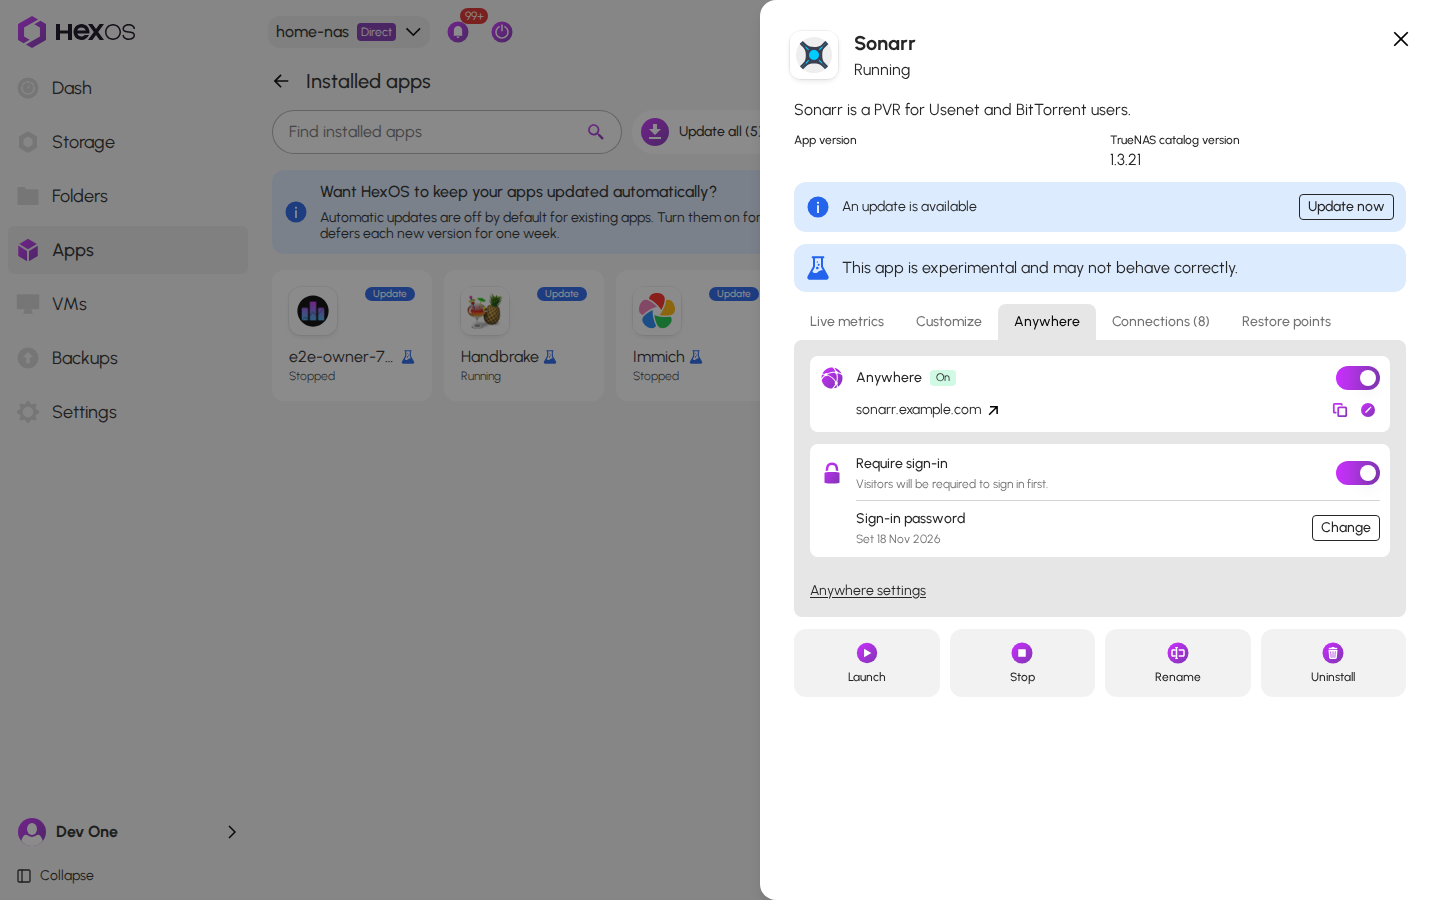 HEXOS
home-nas
Direct
99+
Dash
Storage
Folders
Apps
VMs
Backups
Settings
Dev One
Collapse
Installed apps
Find installed apps
Update all (5)
Want HexOS to keep your apps updated automatically?
Automatic updates are off by default for existing apps. Turn them on for
defers each new version for one week.
Update
e2e-owner-7...
Stopped
Update
Handbrake
Running
Update
Immich
Stopped
Sonarr
Running
Sonarr is a PVR for Usenet and BitTorrent users.
App version
TrueNAS catalog version
1.3.21
An update is available
Update now
This app is experimental and may not behave correctly.
Live metrics
Customize
Anywhere
Connections (8)
Restore points
Anywhere
On
sonarr.example.com
Require sign-in
Visitors will be required to sign in first.
Sign-in password
Set 18 Nov 2026
Change
Anywhere settings
Launch
Stop
Rename
Uninstall